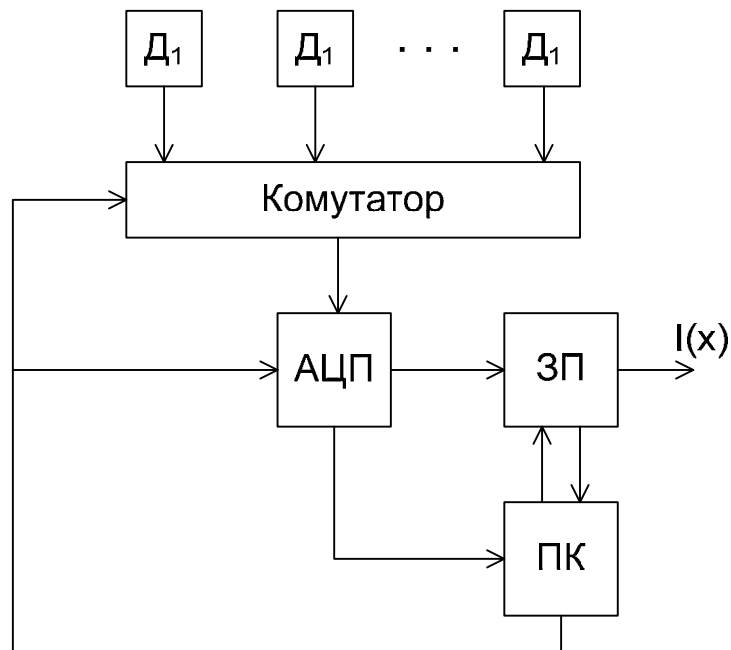 Д₁ Д₁ . . . Д₁
Комутатор
АЦП ЗП I(x)
ПК